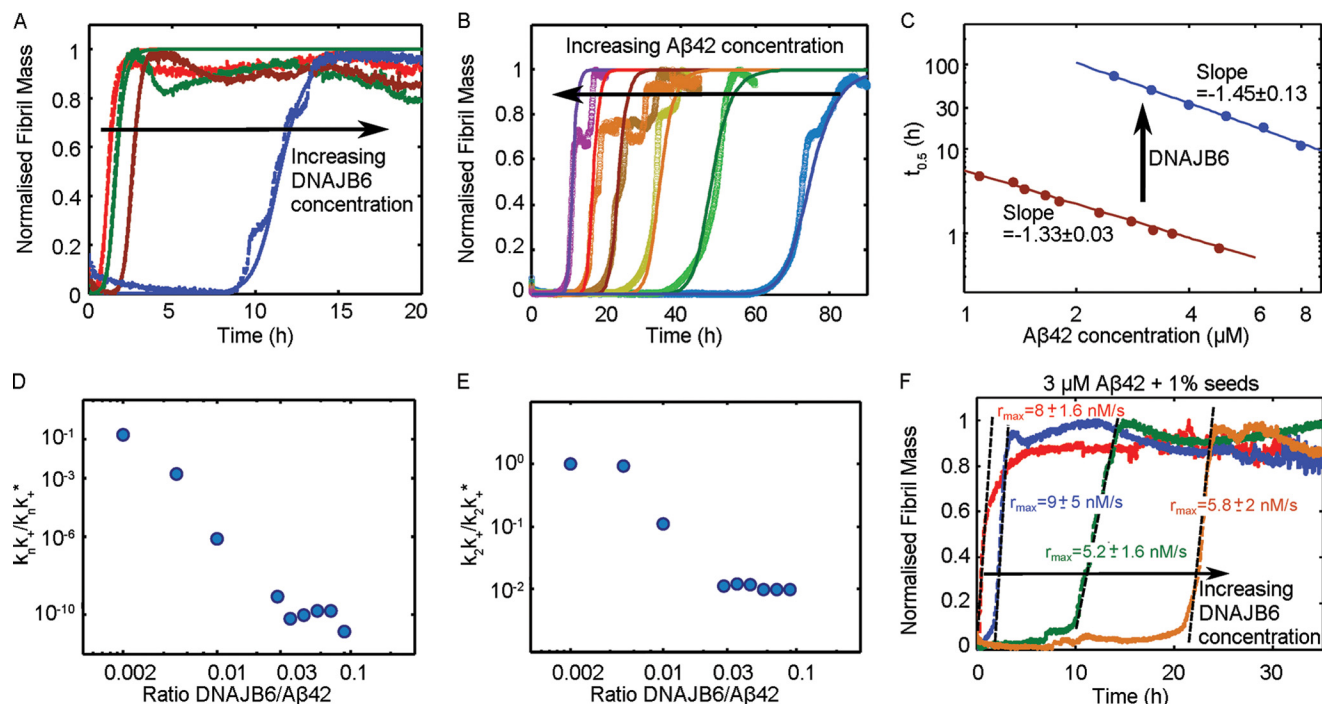 A
Normalised Fibril Mass
1
0.8
0.6
0.4
0.2
0
0
5
10
15
20
Time (h)
Increasing
DNAJB6
concentration
B
Normalised Fibril Mass
1
0.8
0.6
0.4
0.2
0
0
20
40
60
80
Time (h)
Increasing Aβ42 concentration
C
t0.5 (h)
100
30
10
3
1
1
2
4
6
8
Aβ42 concentration (µM)
Slope
=-1.45±0.13
DNAJB6
Slope
=-1.33±0.03
D
knk+/knk+*
10-1
10-3
10-6
10-10
0.002
0.01
0.03
0.1
Ratio DNAJB6/Aβ42
E
k2k+/k2k+*
100
10-1
10-2
0.002
0.01
0.03
0.1
Ratio DNAJB6/Aβ42
F
3 µM Aβ42 + 1% seeds
Normalised Fibril Mass
1
0.8
0.6
0.4
0.2
0
0
10
20
30
Time (h)
rmax=8±1.6 nM/s
rmax=9±5 nM/s
rmax=5.8±2 nM/s
rmax=5.2±1.6 nM/s
Increasing
DNAJB6
concentration